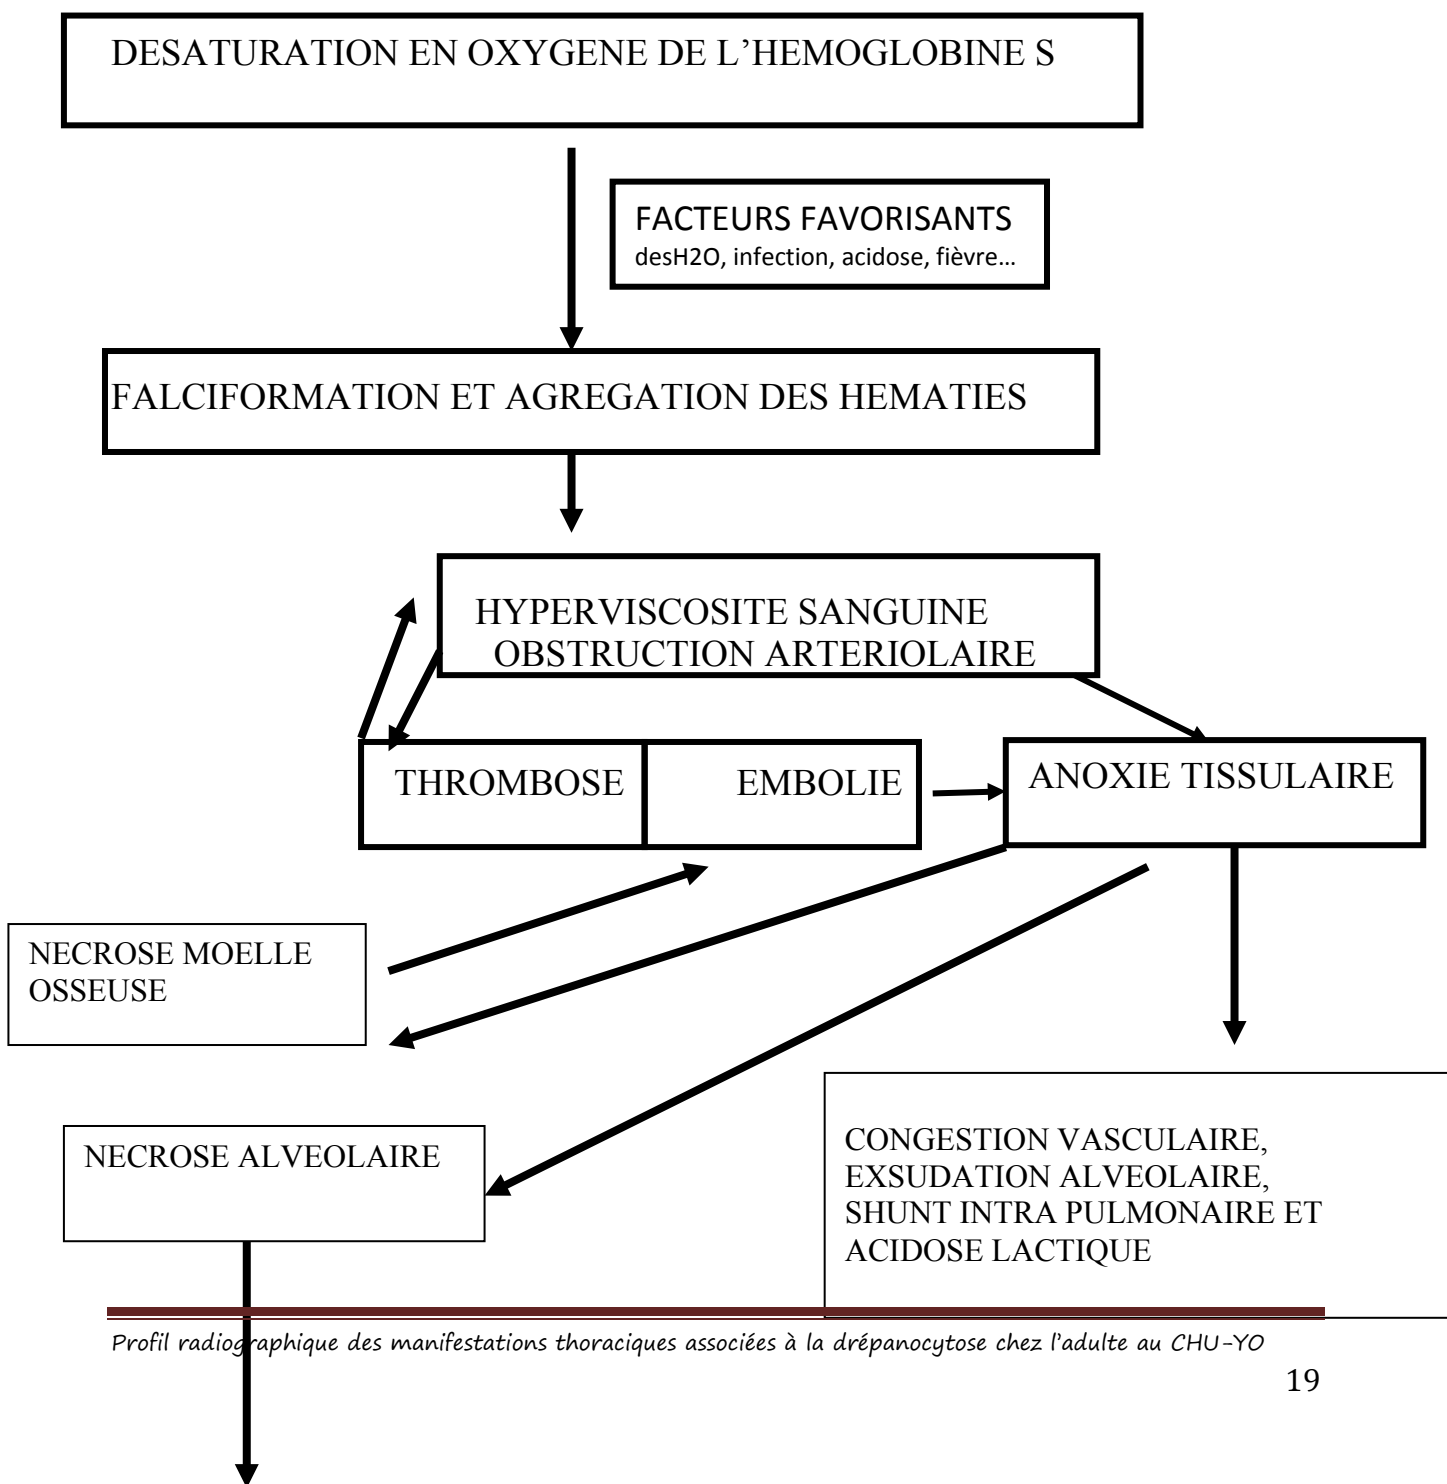 DESATURATION EN OXYGENE DE L’HEMOGLOBINE S
FACTEURS FAVORISANTS
desH2O, infection, acidose, fièvre...
FALCIFORMATION ET AGREGATION DES HEMATIES
HYPERVISCOSITE SANGUINE
OBSTRUCTION ARTERIOLAIRE
THROMBOSE
EMBOLIE
ANOXIE TISSULAIRE
NECROSE MOELLE
OSSEUSE
NECROSE ALVEOLAIRE
CONGESTION VASCULAIRE,
EXSUDATION ALVEOLAIRE,
SHUNT INTRA PULMONAIRE ET
ACIDOSE LACTIQUE
Profil radiographique des manifestations thoraciques associées à la drépanocytose chez l’adulte au CHU-YO
19